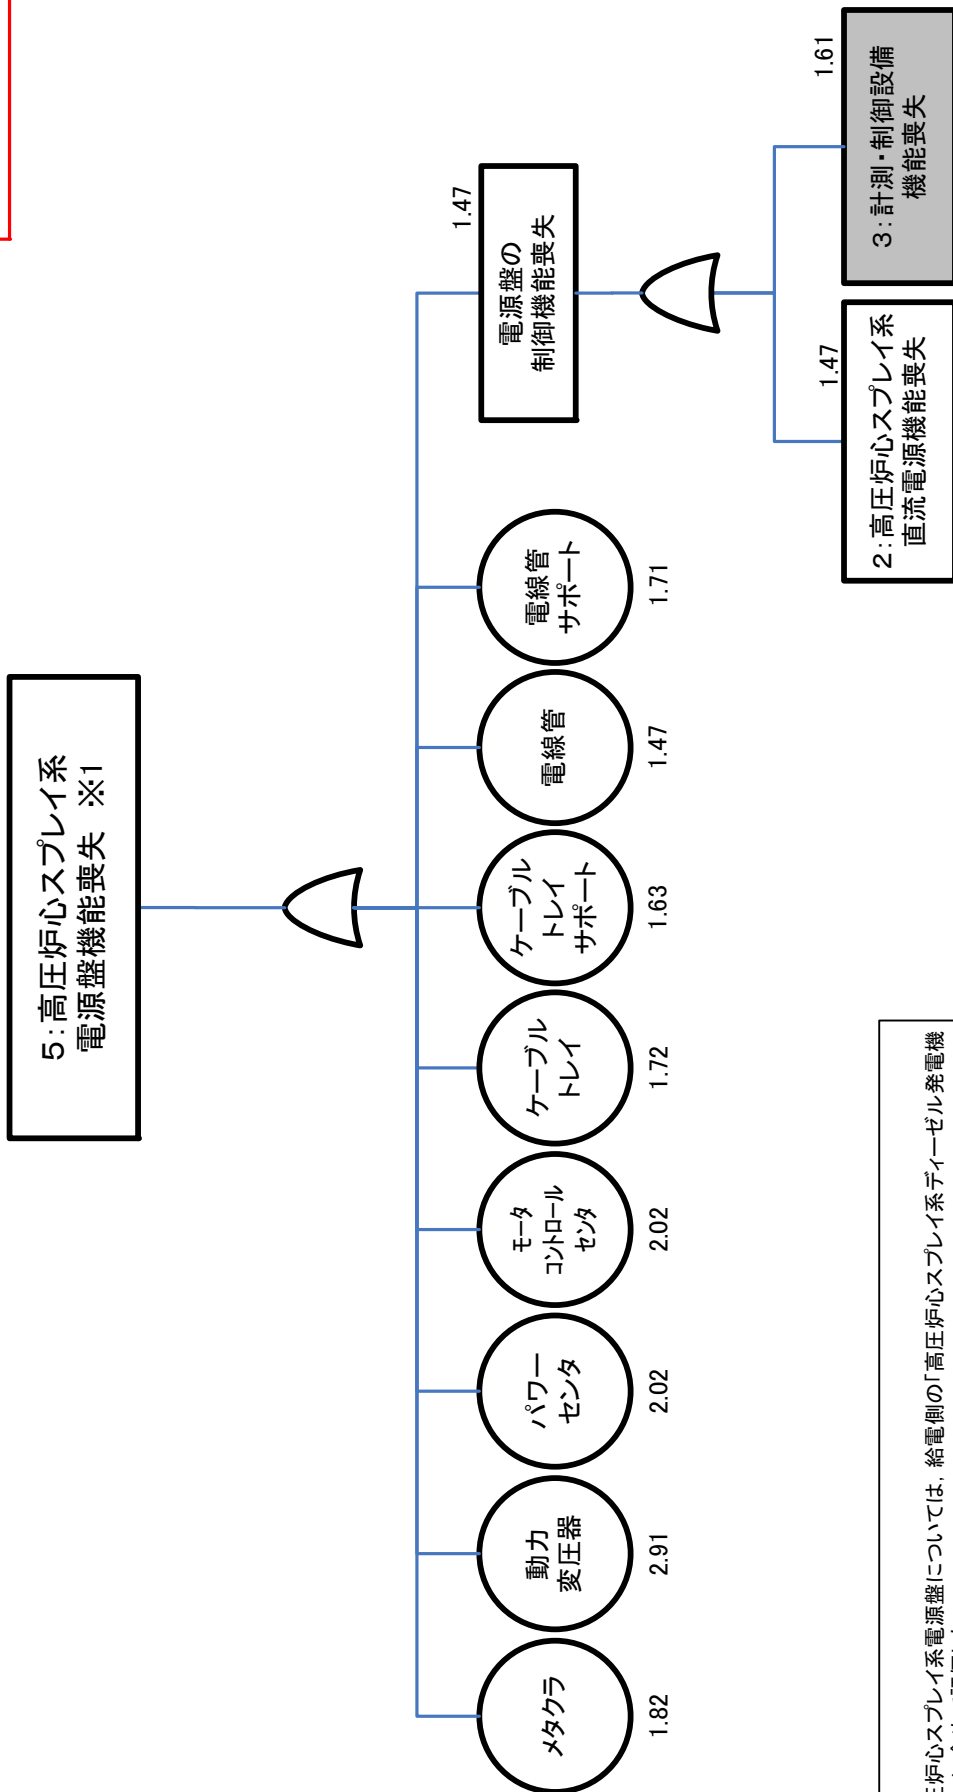 5:高圧炉心スプレイ系
電源盤機能喪失 ※1
メタクラ
1.82
動力
変圧器
2.91
パワー
センタ
2.02
モータ
コントロール
センタ
2.02
ケーブル
トレイ
1.72
ケーブル
トレイ
サポート
1.63
電線管
1.47
電線管
サポート
1.71
電源盤の
制御機能喪失
1.47
2:高圧炉心スプレイ系
直流電源機能喪失
1.47
3:計測・制御設備
機能喪失
1.61
炉心スプレイ系電源盤については,給電側の「高圧炉心スプレイ系ディーゼル発電機